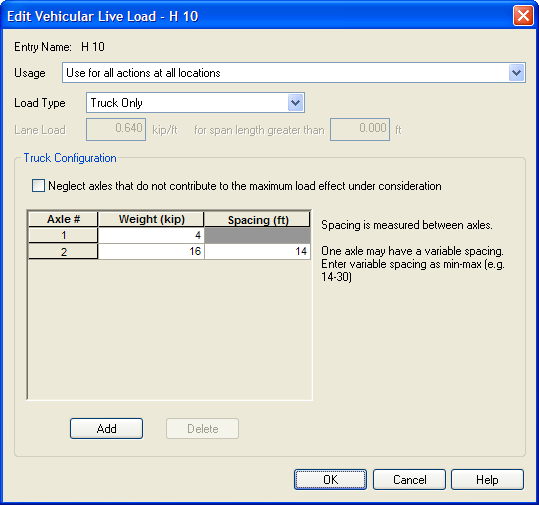 Edit Vehicular Live Load - H 10
Entry Name: H 10
Usage Use for all actions at all locations
Load Type Truck Only
Lane Load 0.640 kip/ft for span length greater than 0.000 ft
Truck Configuration
Neglect axles that do not contribute to the maximum load effect under consideration
Axle # Weight (kip) Spacing (ft)
1 4
2 16 14
Spacing is measured between axles.
One axle may have a variable spacing.
Enter variable spacing as min-max (e.g.
14-30)
Add Delete
OK Cancel Help